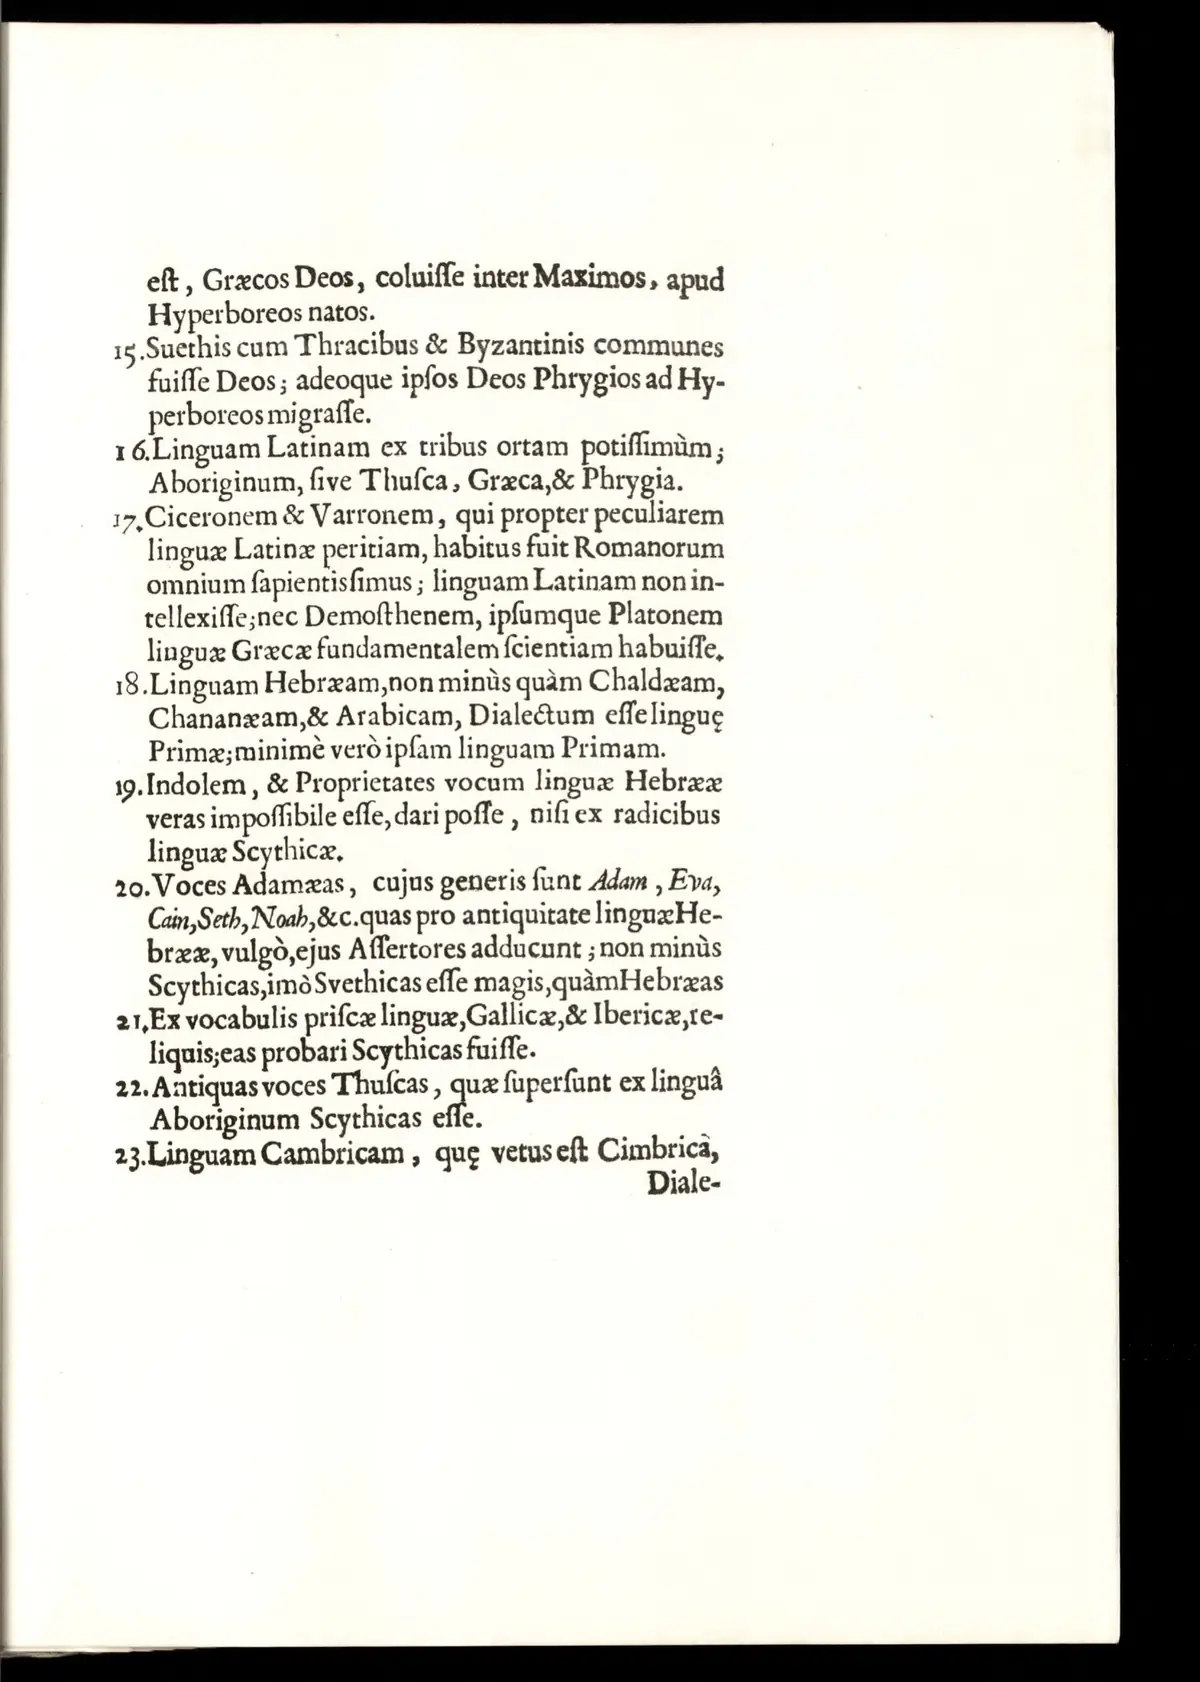 eſt, Græcos Deos, coluiſſe inter Maximos, apud
Hyperboreos natos.
15. Suethis cum Thracibus & Byzantinis communes
fuiſſe Deos; adeoque ipſos Deos Phrygios ad Hy-
perboreos migraſſe.
16. Linguam Latinam ex tribus ortam potiſſimùm;
Aboriginum, ſive Thuſca, Græca, & Phrygia.
17. Ciceronem & Varronem, qui propter peculiarem
linguæ Latinæ peritiam, habitus fuit Romanorum
omnium ſapientisſimus; linguam Latinam non in-
tellexiſſe; nec Demoſthenem, ipſumque Platonem
liuguæ Græcæ fundamentalem ſcientiam habuiſſe.
18. Linguam Hebræam, non minùs quàm Chaldæam,
Chananæam, & Arabicam, Dialectum eſſe linguę
Primæ; minimè verò ipſam linguam Primam.
19. Indolem, & Proprietates vocum linguæ Hebrææ
veras impoſſibile eſſe, dari poſſe, niſi ex radicibus
linguæ Scythicæ.
20. Voces Adamæas, cujus generis ſunt Adam, Eva,
Cain, Seth, Noah, &c. quas pro antiquitate linguæ He-
brææ, vulgò, ejus Aſſertores adducunt; non minùs
Scythicas, imò Svethicas eſſe magis, quàm Hebræas
21. Ex vocabulis priſcæ linguæ, Gallicæ, & Ibericæ, re-
liquis; eas probari Scythicas fuiſſe.
22. Antiquas voces Thuſcas, quæ ſuperſunt ex linguâ
Aboriginum Scythicas eſſe.
23. Linguam Cambricam, quę vetus eſt Cimbrica,
Diale-